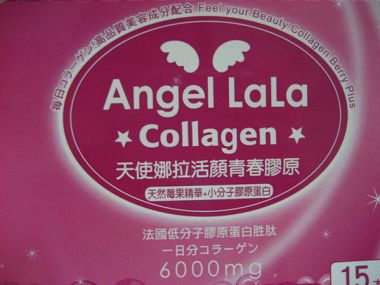 毎日コラーゲン!高品質美容成分配合 Feel your Beauty Collagen Berry Plus
Angel LaLa
Collagen
天使娜拉活顏青春膠原
天然莓果精華+小分子膠原蛋白
法國低分子膠原蛋白胜肽
一日分コラーゲン
6000mg
15